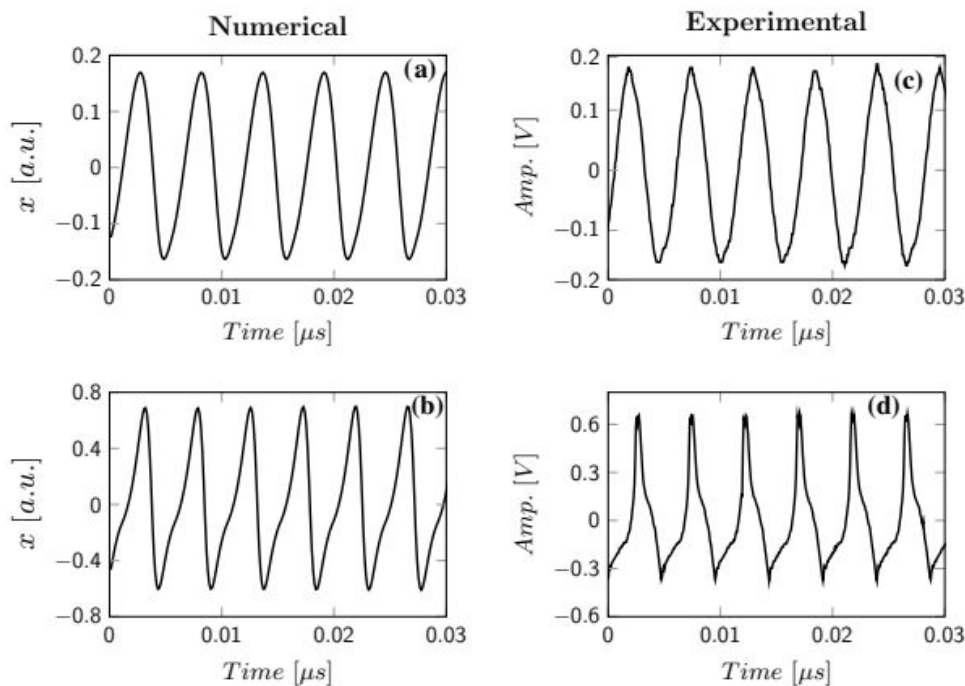 Numerical
Experimental
(a)
0.2
0.1
0
−0.1
−0.2
x [a.u.]
0
0.01
0.02
0.03
Time [μs]
(c)
0.2
0.1
0
−0.1
−0.2
Amp. [V]
0
0.01
0.02
0.03
Time [μs]
(b)
0.8
0.4
0
−0.4
−0.8
x [a.u.]
0
0.01
0.02
0.03
Time [μs]
(d)
0.6
0.3
0
−0.3
−0.6
Amp. [V]
0
0.01
0.02
0.03
Time [μs]